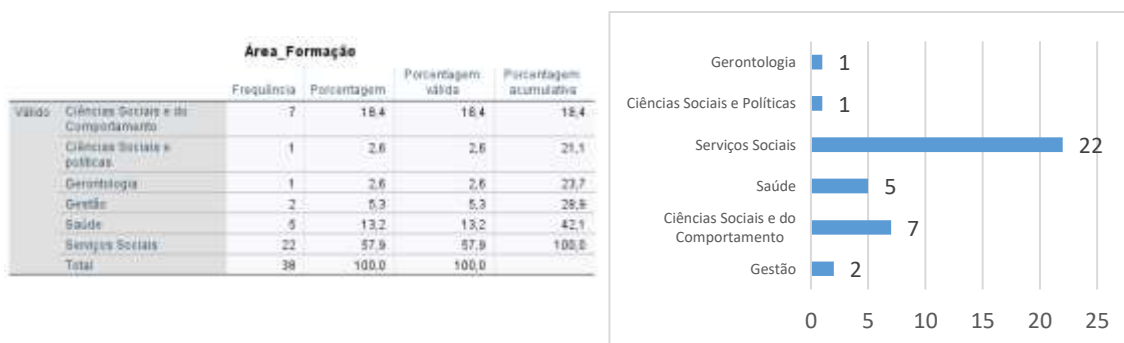 Área_Formação
Frequência Porcentagem Porcentagem válida Porcentagem acumulativa
Válido Ciências Sociais e do Comportamento 7 18,4 18,4 18,4
Ciências Sociais e políticas 1 2,6 2,6 21,1
Gerontologia 1 2,6 2,6 23,7
Gestão 2 5,3 5,3 28,9
Saúde 5 13,2 13,2 42,1
Serviços Sociais 22 57,9 57,9 100,0
Total 38 100,0 100,0
Gerontologia 1
Ciências Sociais e Políticas 1
Serviços Sociais 22
Saúde 5
Ciências Sociais e do
Comportamento 7
Gestão 2
0 5 10 15 20 25